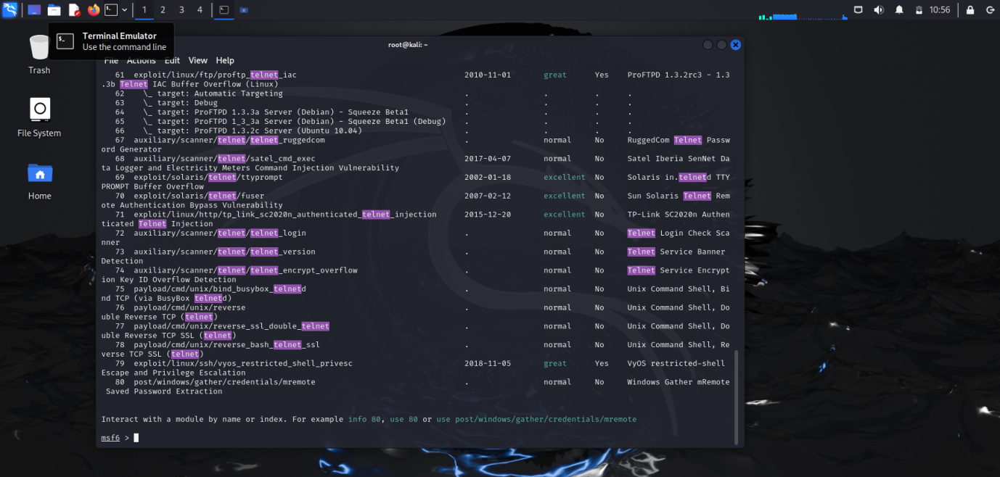 1 2 3 4 10:56
Terminal Emulator
Use the command line
Trash
File System
Home
root@kali: ~
File Actions Edit View Help
61 exploit/linux/ftp/proftp_telnet_iac 2010-11-01 great Yes ProFTPD 1.3.2rc3 - 1.3
.3b Telnet IAC Buffer Overflow (Linux)
62 \_ target: Automatic Targeting . . . .
63 \_ target: Debug . . . .
64 \_ target: ProFTPD 1.3.3a Server (Debian) - Squeeze Beta1 . . . .
65 \_ target: ProFTPD 1_3_3a Server (Debian) - Squeeze Beta1 (Debug) . . . .
66 \_ target: ProFTPD 1.3.2c Server (Ubuntu 10.04) . . . .
67 auxiliary/scanner/telnet/telnet_ruggedcom . normal No RuggedCom Telnet Passw
ord Generator
68 auxiliary/scanner/telnet/satel_cmd_exec 2017-04-07 normal No Satel Iberia SenNet Da
ta Logger and Electricity Meters Command Injection Vulnerability
69 exploit/solaris/telnet/ttyprompt 2002-01-18 excellent No Solaris in.telnetd TTY
PROMPT Buffer Overflow
70 exploit/solaris/telnet/fuser 2007-02-12 excellent No Sun Solaris Telnet Rem
ote Authentication Bypass Vulnerability
71 exploit/linux/http/tp_link_sc2020n_authenticated_telnet_injection 2015-12-20 excellent No TP-Link SC2020n Authen
ticated Telnet Injection
72 auxiliary/scanner/telnet/telnet_login . normal No Telnet Login Check Sca
nner
73 auxiliary/scanner/telnet/telnet_version . normal No Telnet Service Banner
Detection
74 auxiliary/scanner/telnet/telnet_encrypt_overflow . normal No Telnet Service Encrypt
ion Key ID Overflow Detection
75 payload/cmd/unix/bind_busybox_telnetd . normal No Unix Command Shell, Bi
nd TCP (via BusyBox telnetd)
76 payload/cmd/unix/reverse . normal No Unix Command Shell, Do
uble Reverse TCP (telnet)
77 payload/cmd/unix/reverse_ssl_double_telnet . normal No Unix Command Shell, Do
uble Reverse TCP SSL (telnet)
78 payload/cmd/unix/reverse_bash_telnet_ssl . normal No Unix Command Shell, Re
verse TCP SSL (telnet)
79 exploit/linux/ssh/vyos_restricted_shell_privesc 2018-11-05 great Yes VyOS restricted-shell
Escape and Privilege Escalation
80 post/windows/gather/credentials/mremote . normal No Windows Gather mRemote
Saved Password Extraction
Interact with a module by name or index. For example info 80, use 80 or use post/windows/gather/credentials/mremote
msf6 >